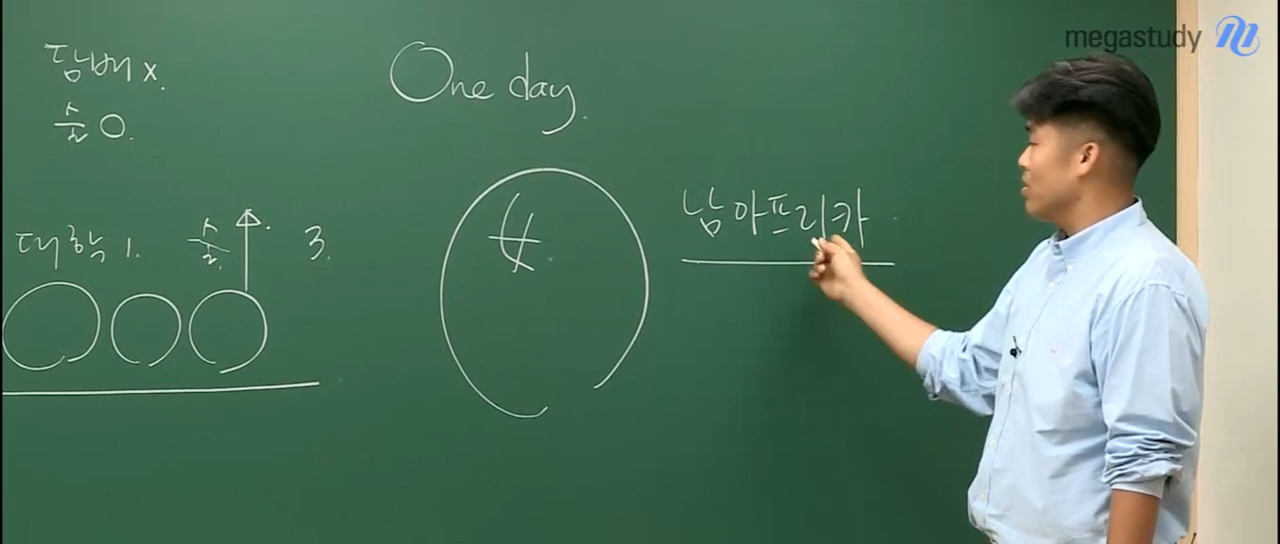 megastudy
담배 x.
술 O.
One day.
남아프리카
대학 1. 술. 3.